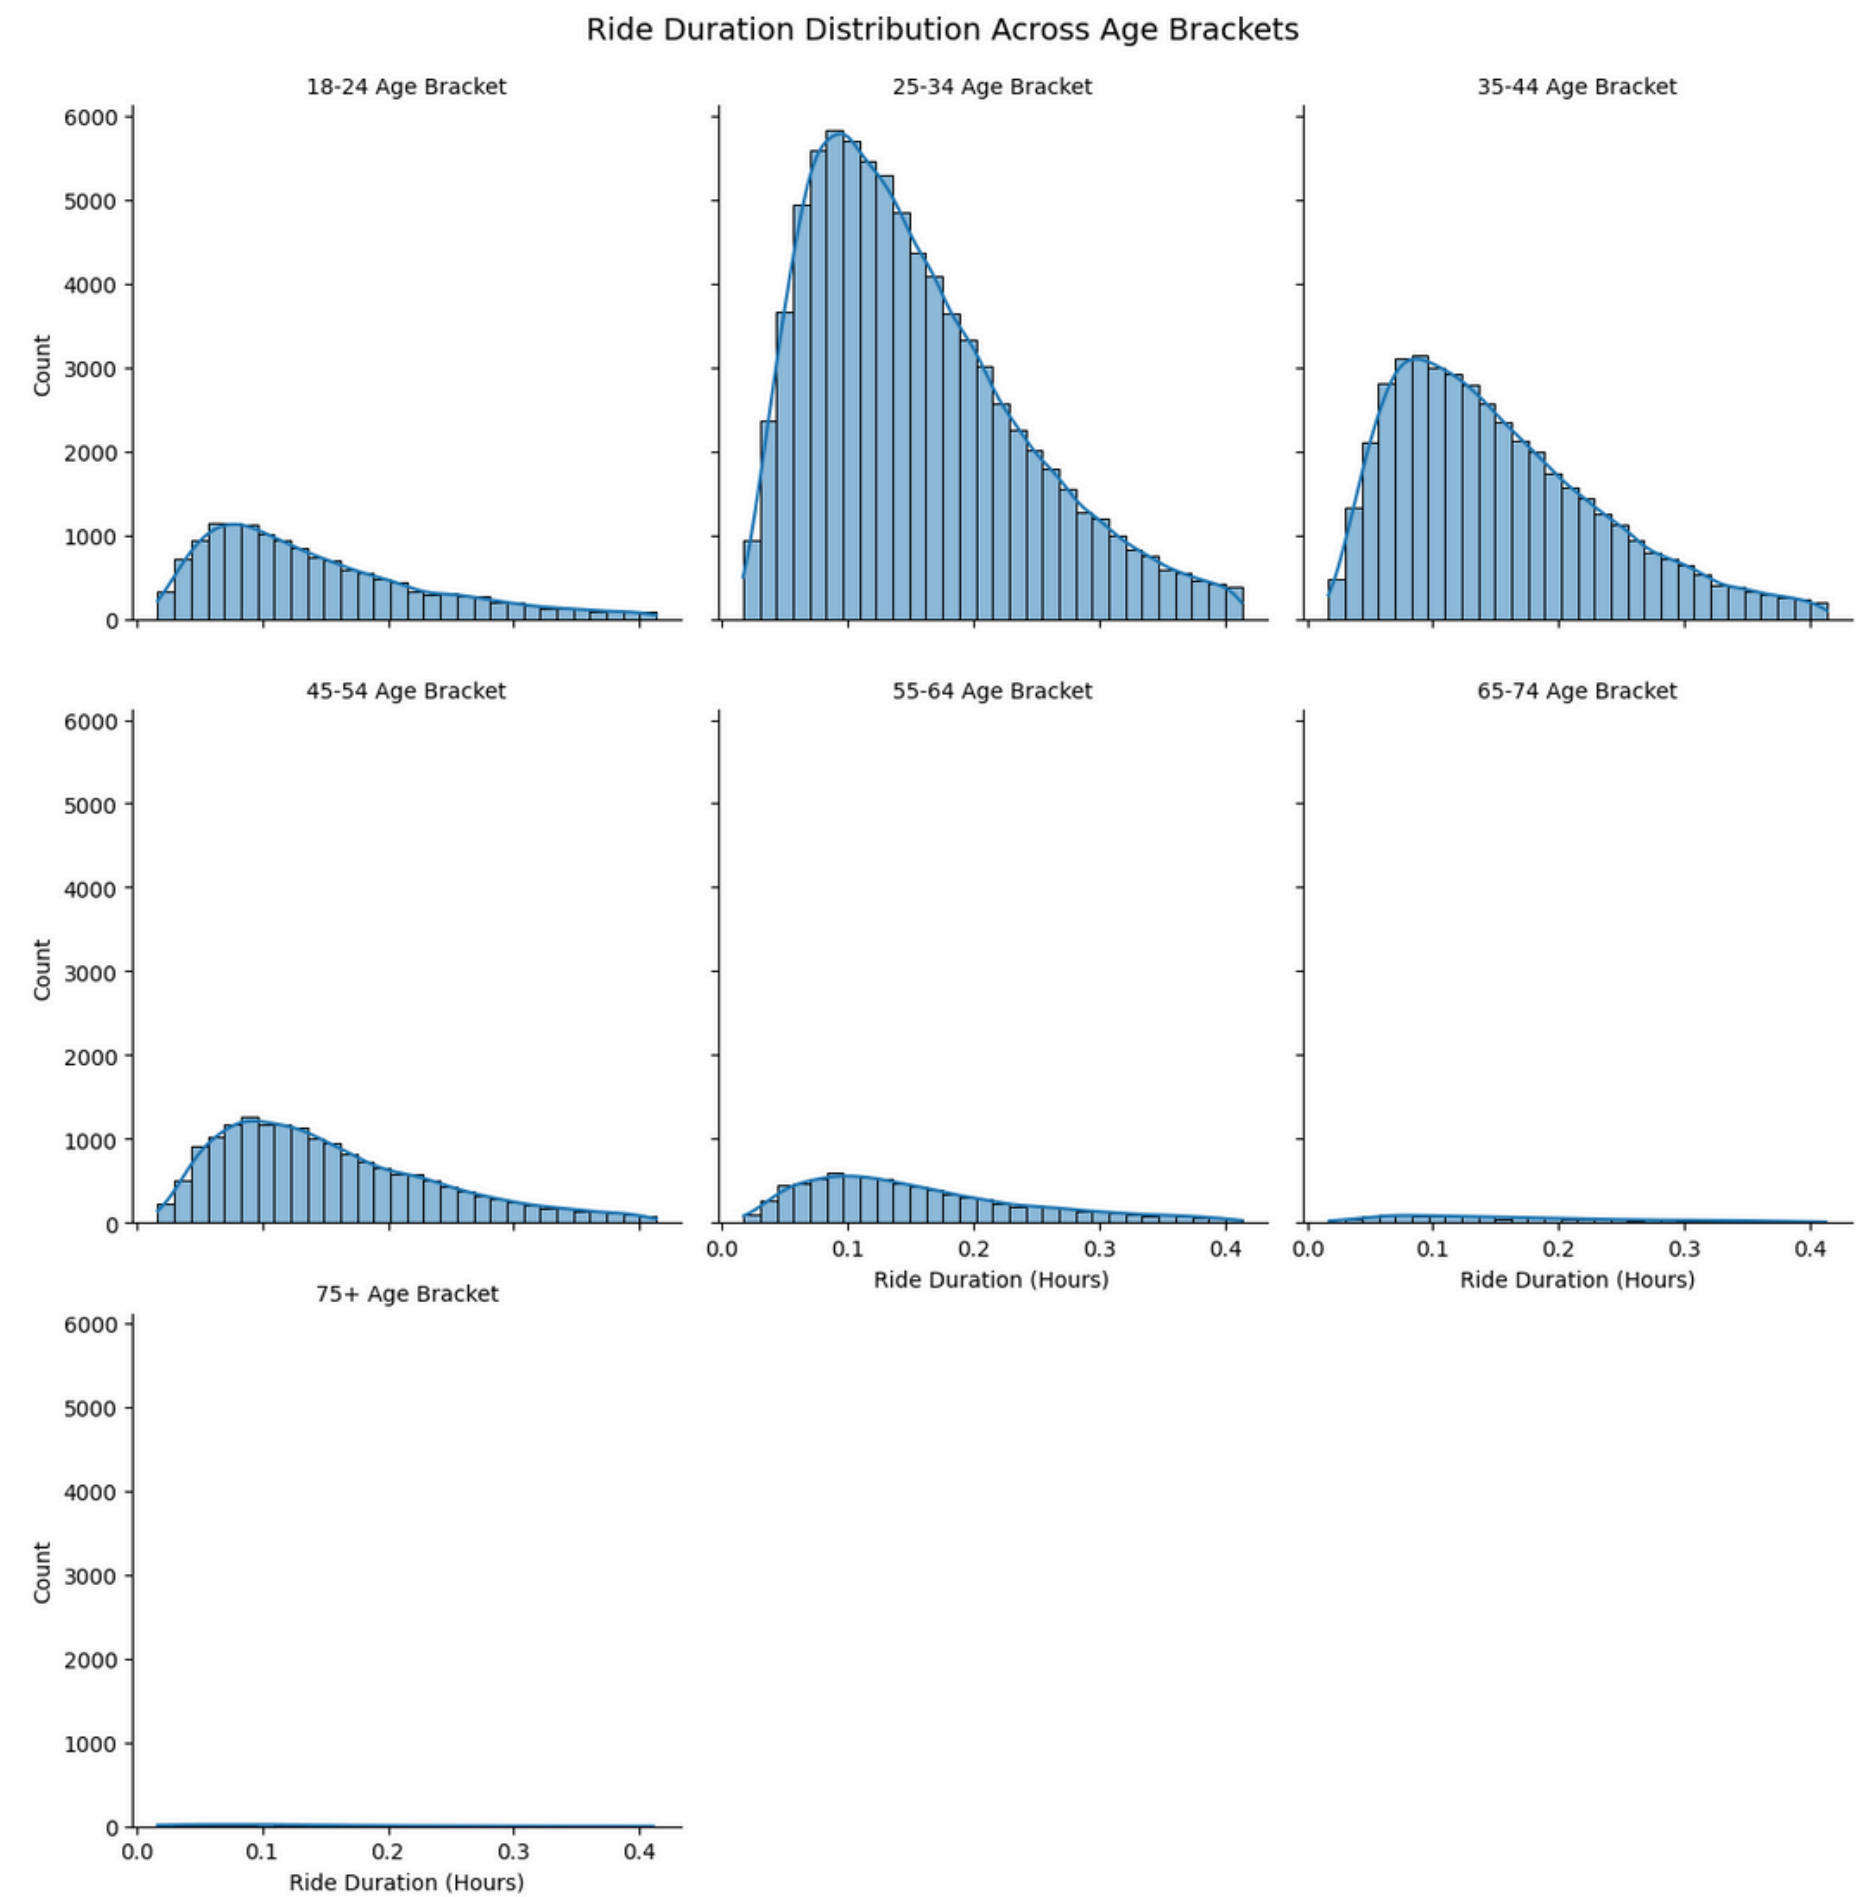 Ride Duration Distribution Across Age Brackets
18-24 Age Bracket
25-34 Age Bracket
35-44 Age Bracket
6000
5000
4000
3000
2000
1000
0
Count
45-54 Age Bracket
55-64 Age Bracket
65-74 Age Bracket
6000
5000
4000
3000
2000
1000
0
Count
0.0 0.1 0.2 0.3 0.4
Ride Duration (Hours)
0.0 0.1 0.2 0.3 0.4
Ride Duration (Hours)
75+ Age Bracket
6000
5000
4000
3000
2000
1000
0
Count
0.0 0.1 0.2 0.3 0.4
Ride Duration (Hours)